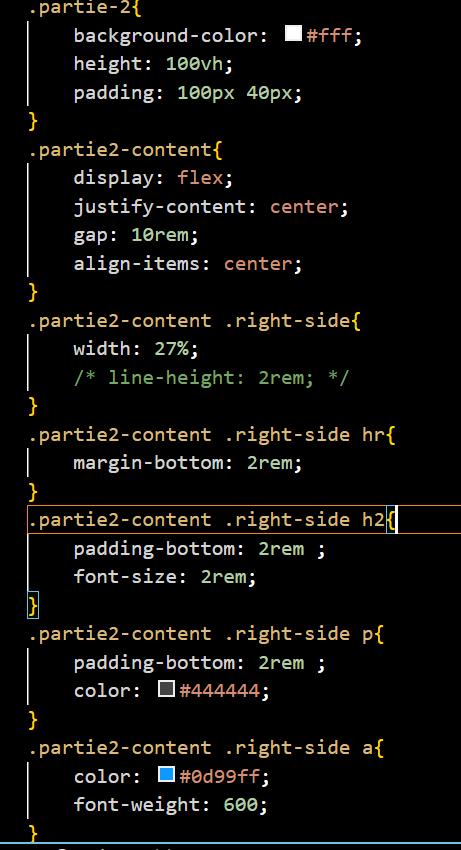 .partie-2{
background-color: #fff;
height: 100vh;
padding: 100px 40px;
}
.partie2-content{
display: flex;
justify-content: center;
gap: 10rem;
align-items: center;
}
.partie2-content .right-side{
width: 27%;
/* line-height: 2rem; */
}
.partie2-content .right-side hr{
margin-bottom: 2rem;
}
.partie2-content .right-side h2{
padding-bottom: 2rem ;
font-size: 2rem;
}
.partie2-content .right-side p{
padding-bottom: 2rem ;
color: #444444;
}
.partie2-content .right-side a{
color: #0d99ff;
font-weight: 600;
}